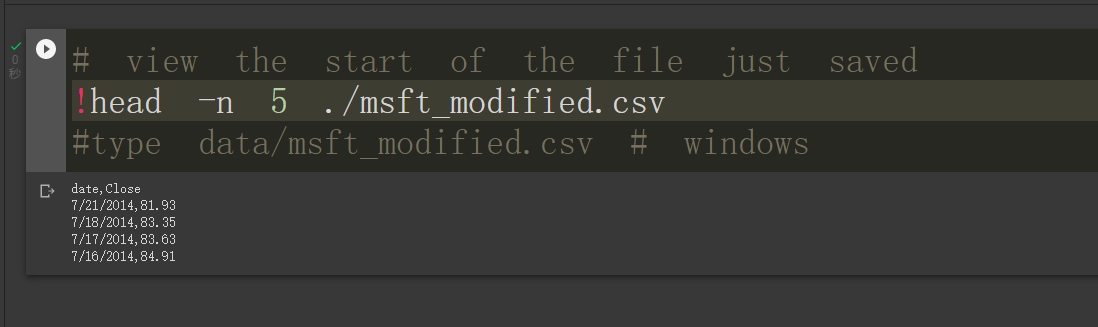 # view the start of the file just saved
!head -n 5 ./msft_modified.csv
#type data/msft_modified.csv # windows
0
秒
date,Close
7/21/2014,81.93
7/18/2014,83.35
7/17/2014,83.63
7/16/2014,84.91